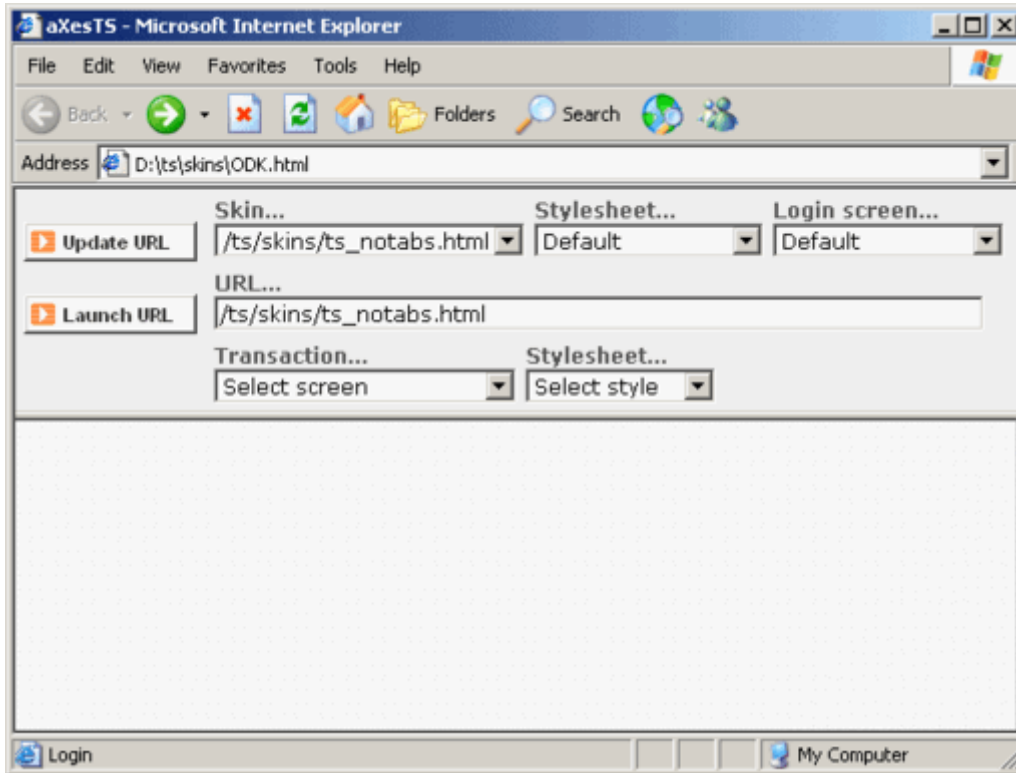 aXesTS - Microsoft Internet Explorer
File Edit View Favorites Tools Help
Back Folders Search
Address D:\ts\skins\ODK.html
Skin... Stylesheet... Login screen...
Update URL /ts/skins/ts_notabs.html Default Default
URL...
Launch URL /ts/skins/ts_notabs.html
Transaction... Stylesheet...
Select screen Select style
Login My Computer